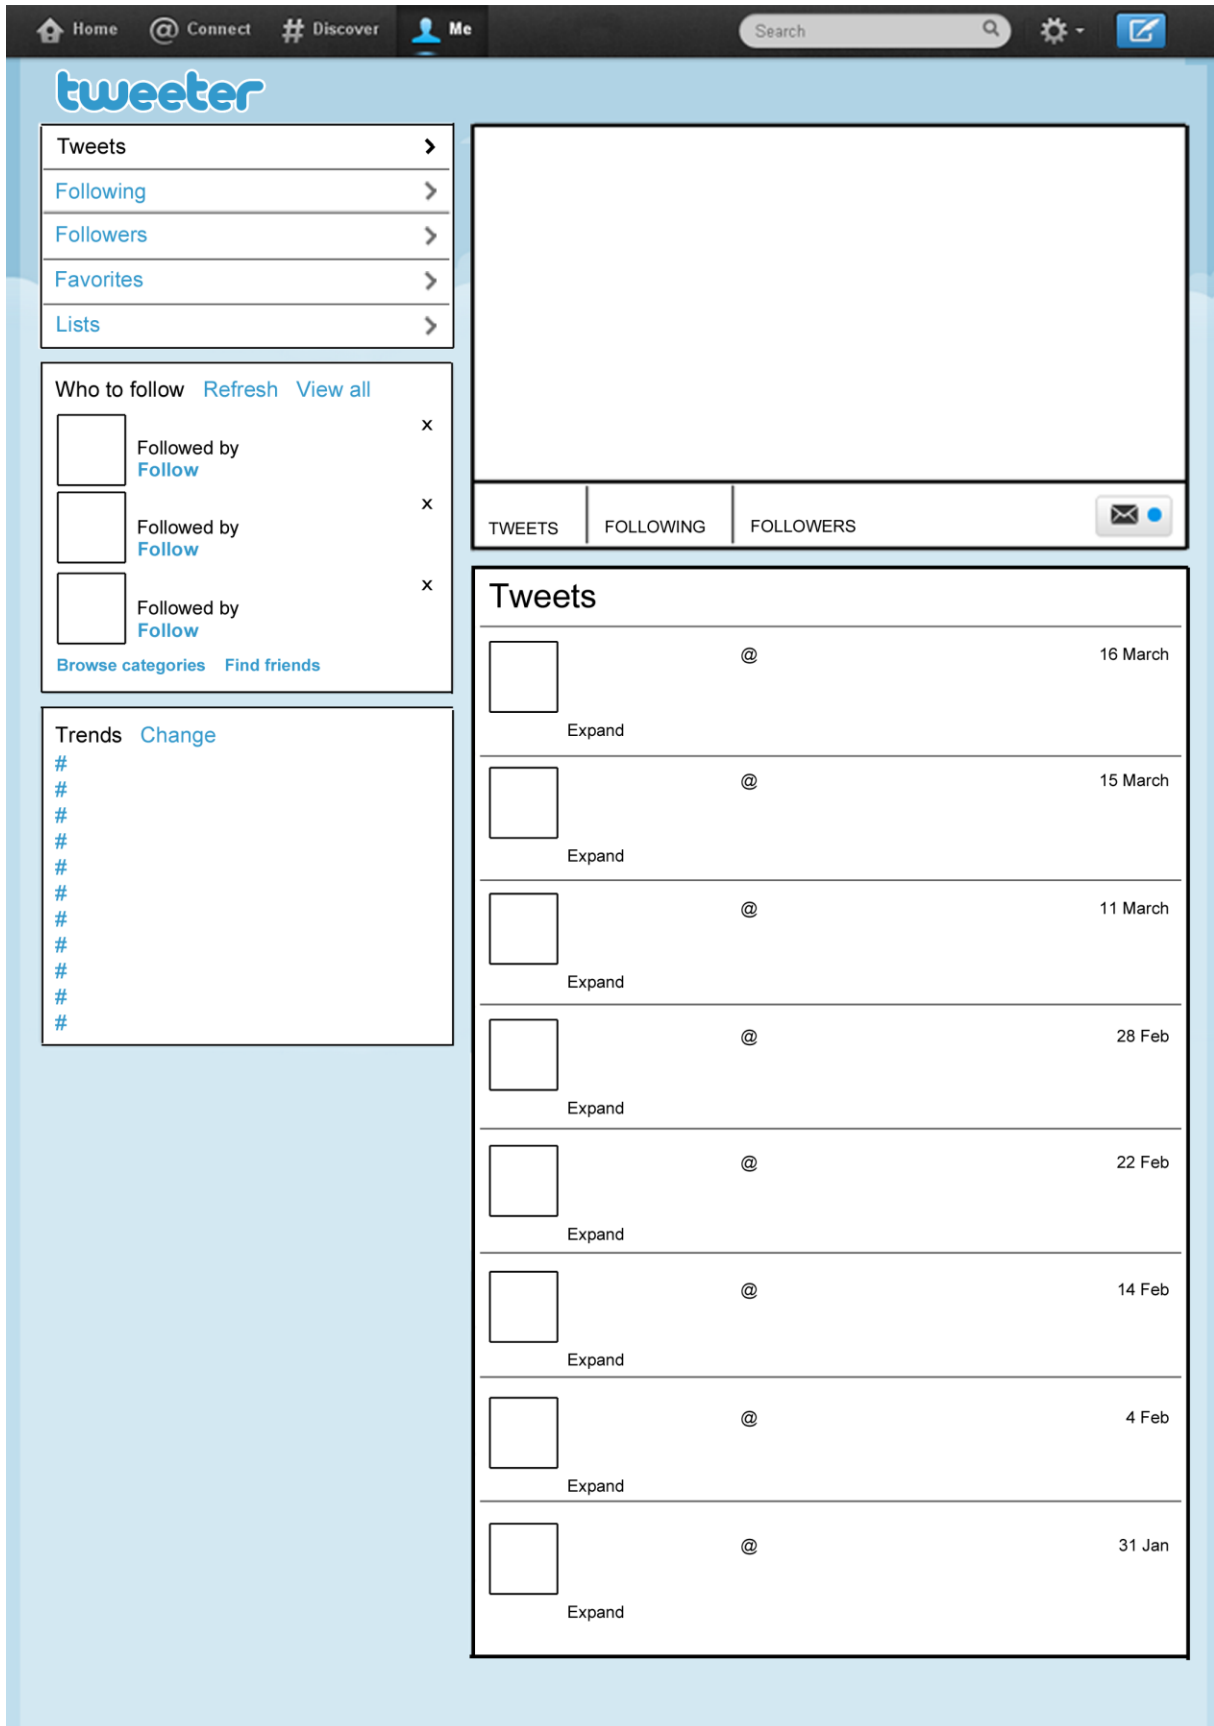 Home @ Connect # Discover Me Search
tweeter
Tweets
Following
Followers
Favorites
Lists
Who to follow Refresh View all
x
Followed by
Follow
x
Followed by
Follow
x
Followed by
Follow
Browse categories Find friends
Trends Change
#
#
#
#
#
#
#
#
#
#
#
TWEETS FOLLOWING FOLLOWERS
Tweets
@ 16 March
Expand
@ 15 March
Expand
@ 11 March
Expand
@ 28 Feb
Expand
@ 22 Feb
Expand
@ 14 Feb
Expand
@ 4 Feb
Expand
@ 31 Jan
Expand